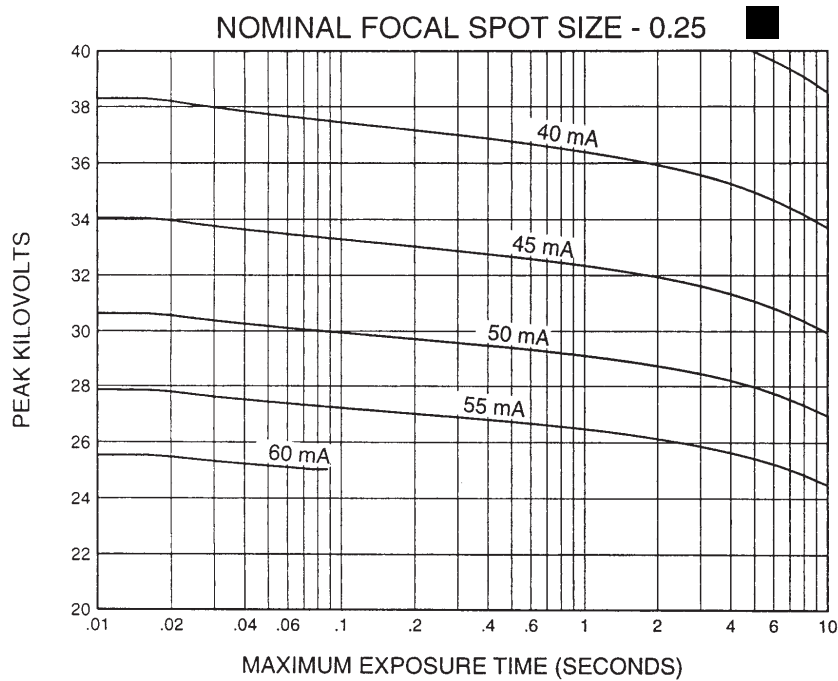 NOMINAL FOCAL SPOT SIZE - 0.25
40
38
36
34
32
30
28
26
24
22
20
PEAK KILOVOLTS
40 mA
45 mA
50 mA
55 mA
60 mA
.01 .02 .04 .06 .1 .2 .4 .6 1 2 4 6 10
MAXIMUM EXPOSURE TIME (SECONDS)